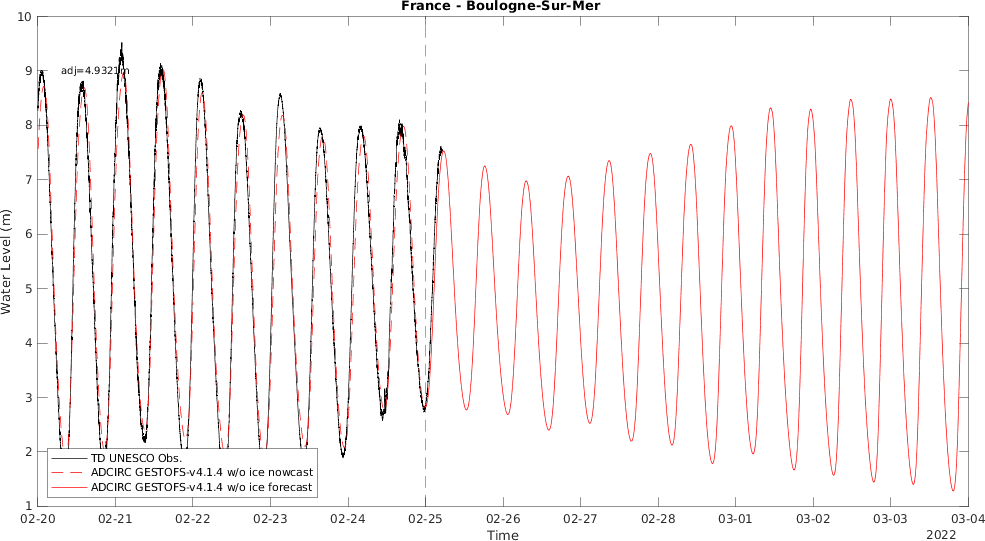 France - Boulogne-Sur-Mer
10
adj=4.9321m
9
8
7
6
5
4
3
2
1
Water Level (m)
TD UNESCO Obs.
ADCIRC GESTOFS-v4.1.4 w/o ice nowcast
ADCIRC GESTOFS-v4.1.4 w/o ice forecast
02-20 02-21 02-22 02-23 02-24 02-25 02-26 02-27 02-28 03-01 03-02 03-03 03-04
Time
2022